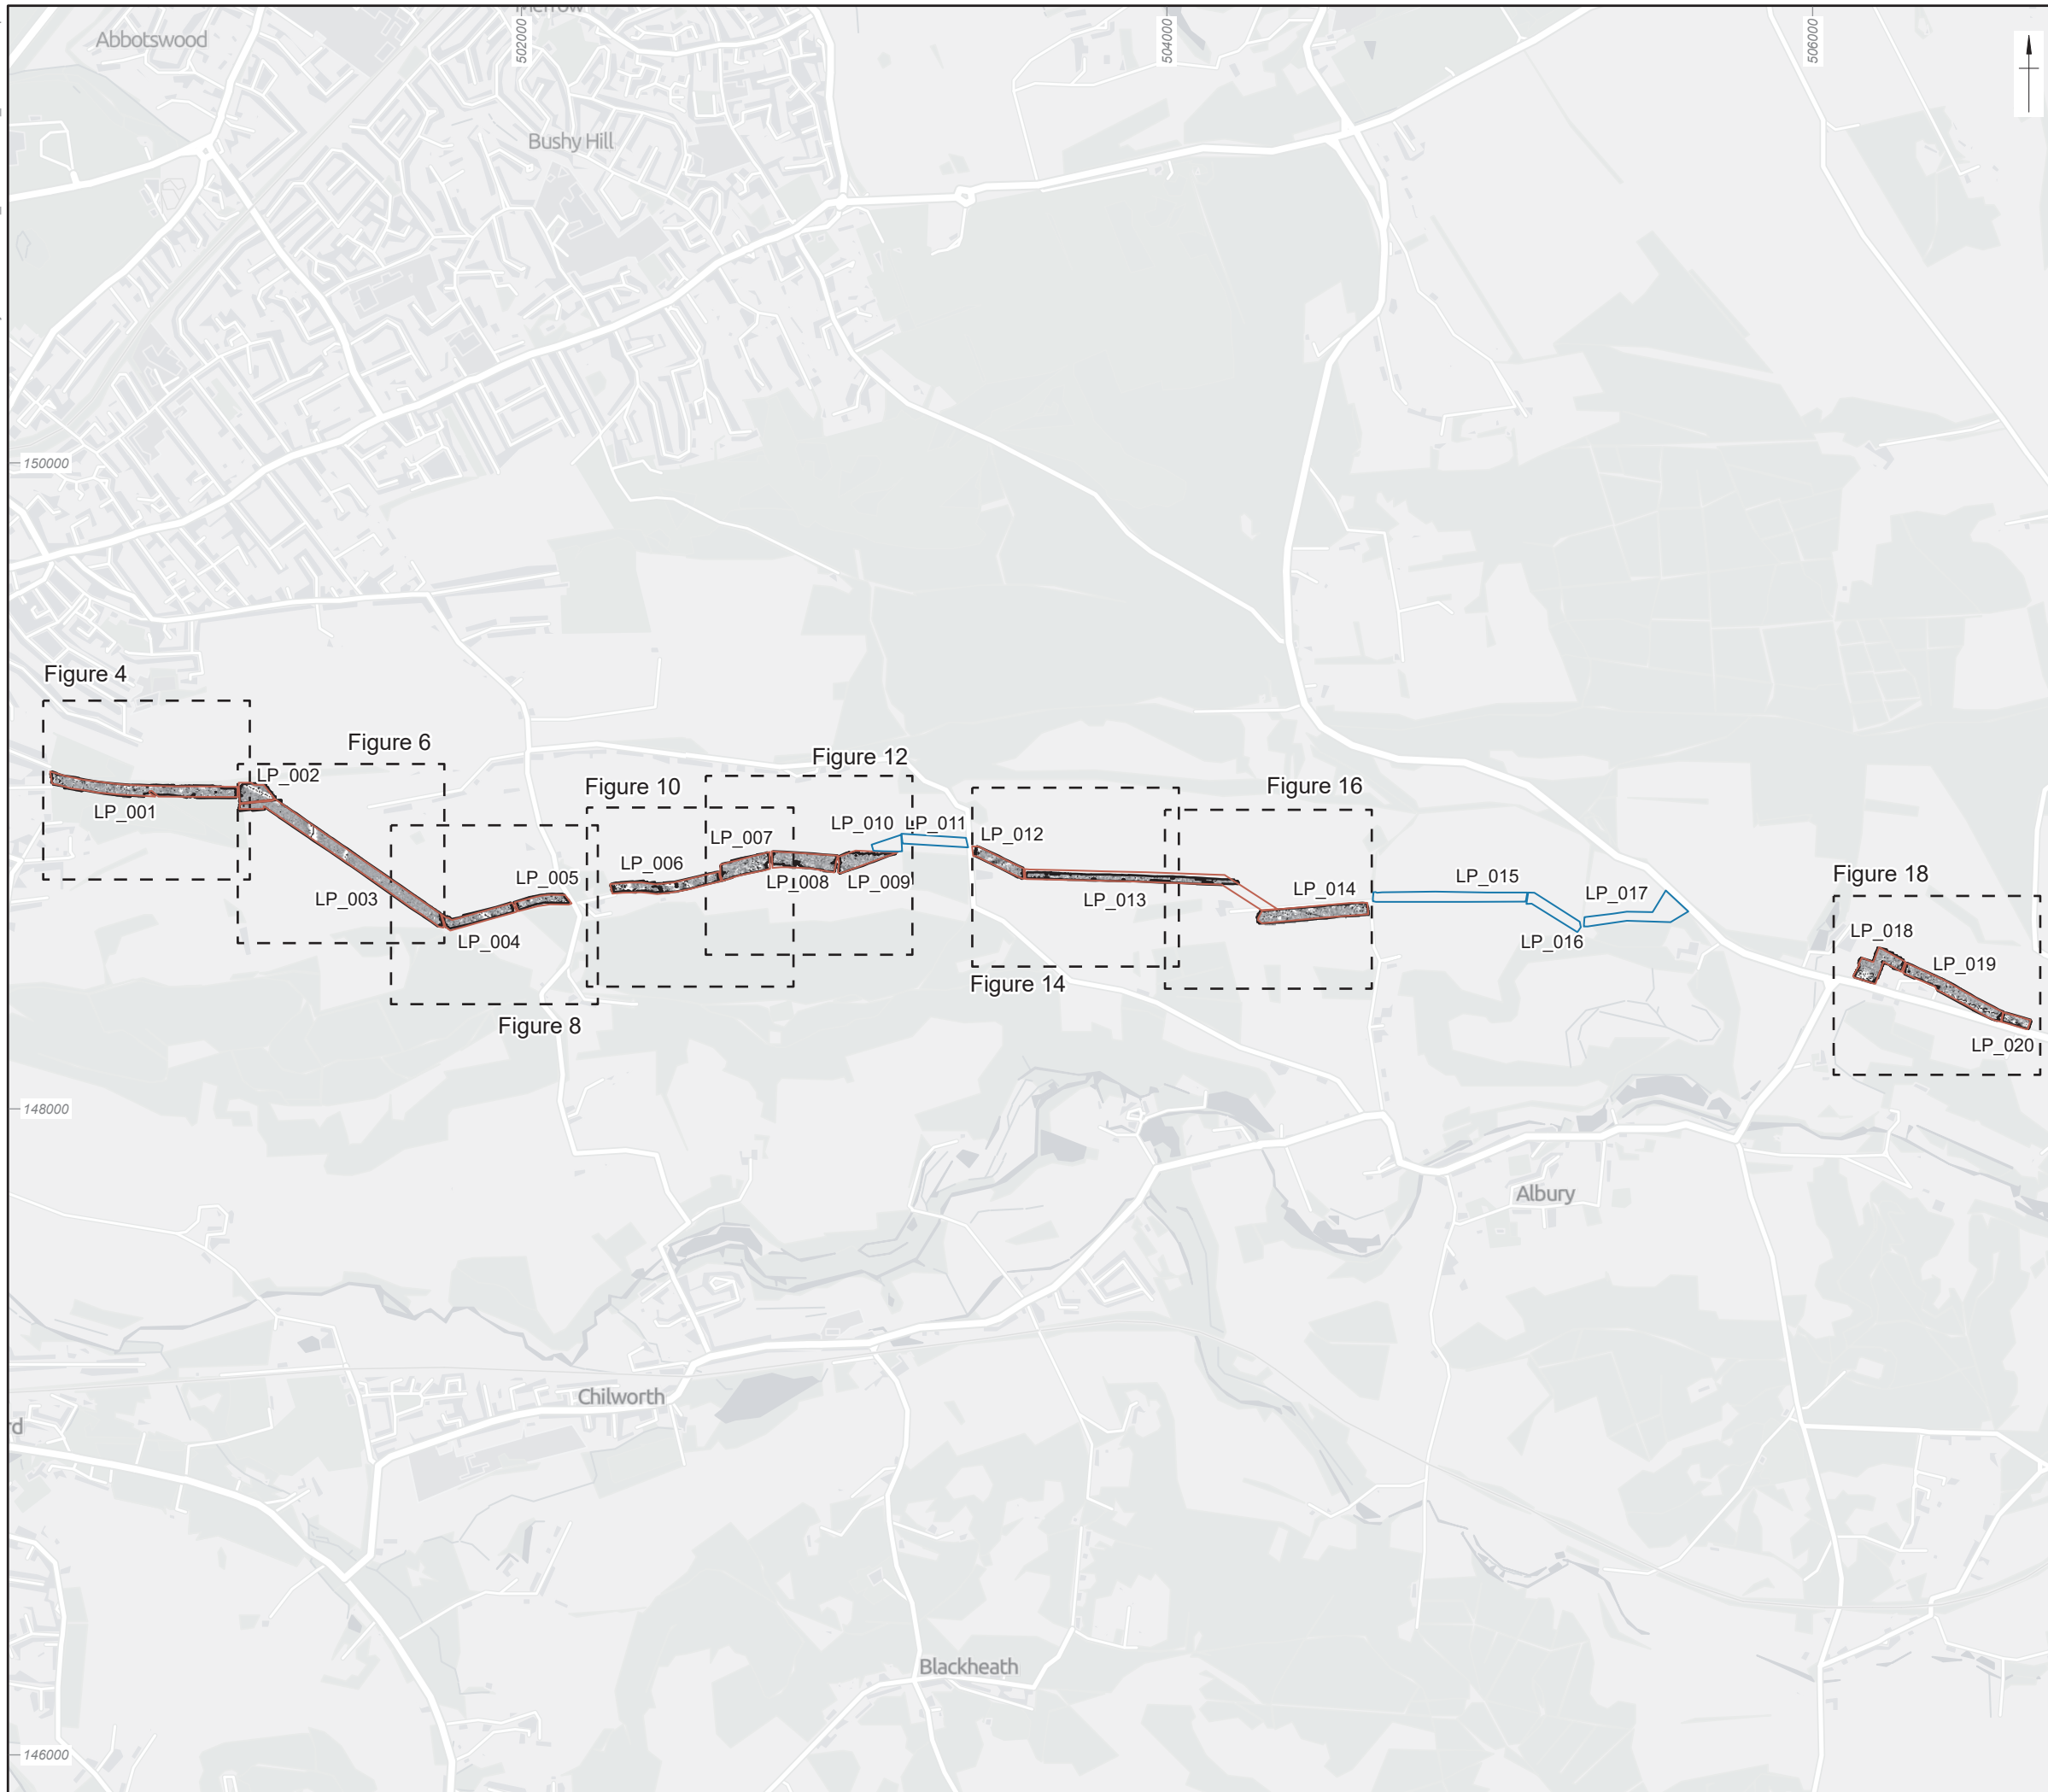 Merrow
502000
504000
506000
Abbotswood
Bushy Hill
150000
Figure 4
Figure 6
Figure 12
LP_002
Figure 10
Figure 16
LP_001
LP_010
LP_011
LP_012
LP_007
LP_006
LP_005
LP_008
LP_009
LP_003
LP_013
LP_014
LP_015
LP_017
Figure 18
LP_004
LP_016
LP_018
LP_019
Figure 14
Figure 8
LP_020
148000
Albury
Chilworth
rd
Blackheath
146000